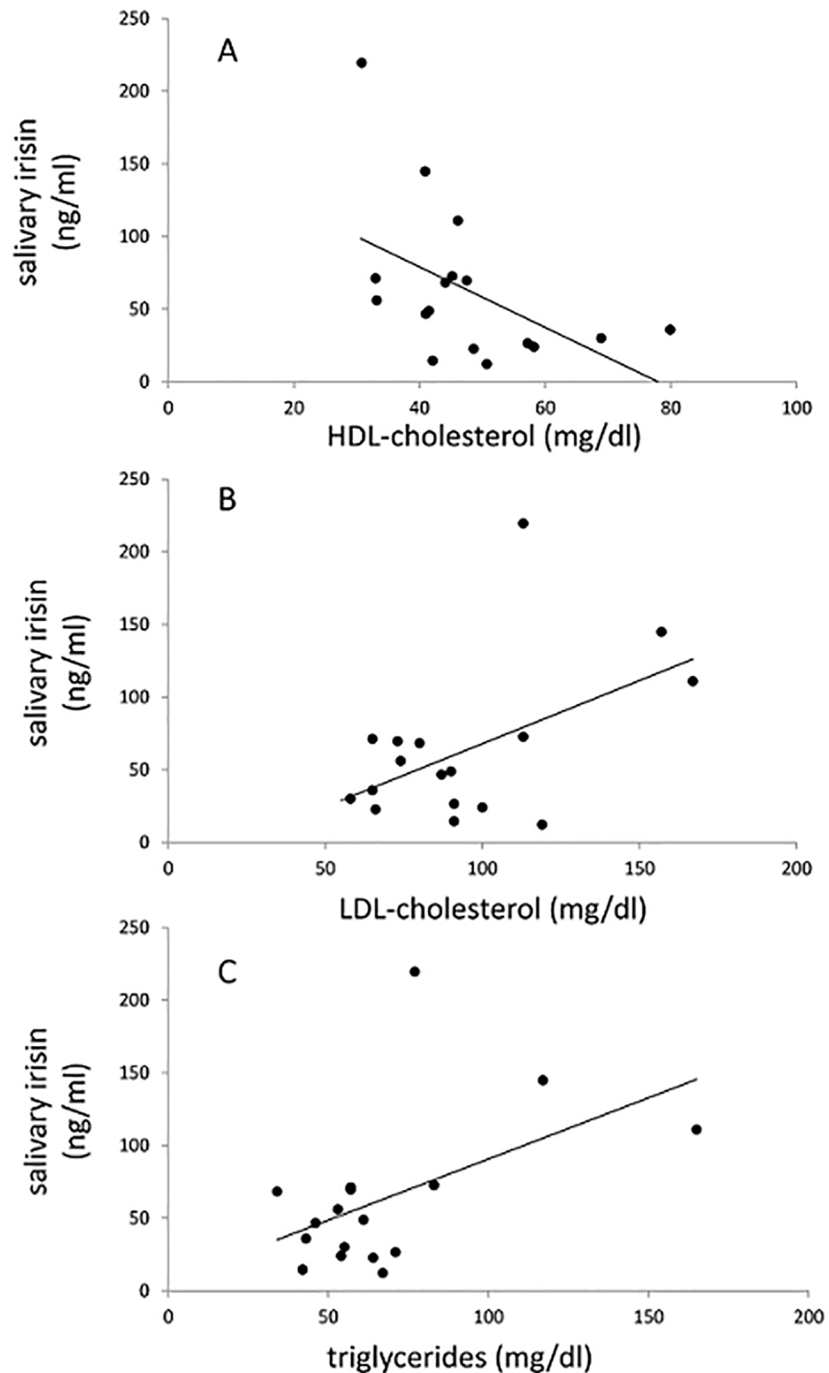 A
salivary irisin
(ng/ml)
250
200
150
100
50
0
0 20 40 60 80 100
HDL-cholesterol (mg/dl)
B
salivary irisin
(ng/ml)
250
200
150
100
50
0
0 50 100 150 200
LDL-cholesterol (mg/dl)
C
salivary irisin
(ng/ml)
250
200
150
100
50
0
0 50 100 150 200
triglycerides (mg/dl)